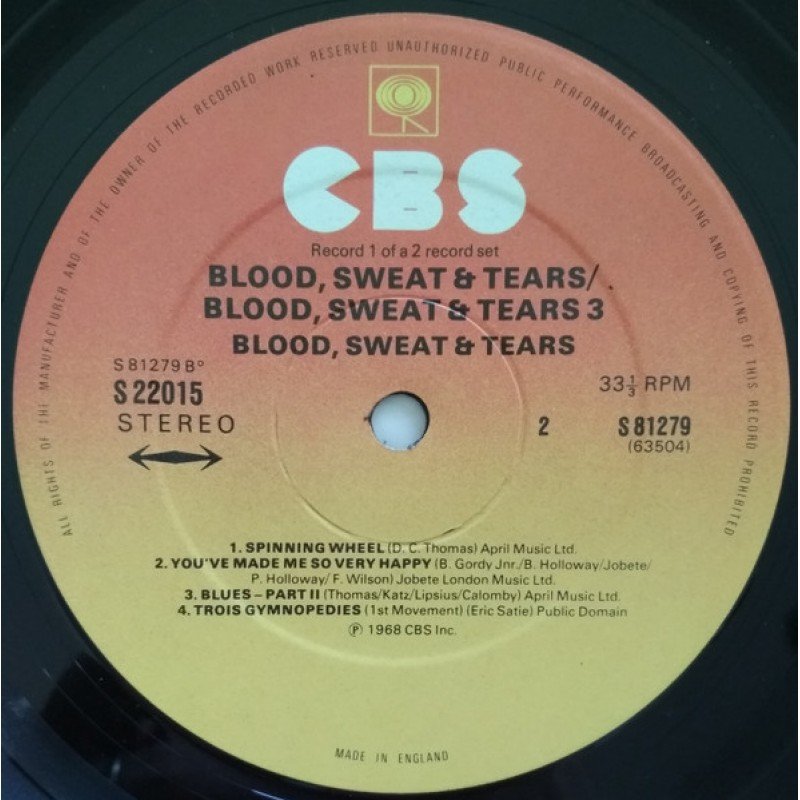 ALL RIGHTS OF THE MANUFACTURER AND OF THE OWNER OF THE RECORDED WORK RESERVED UNAUTHORIZED PUBLIC PERFORMANCE BROADCASTING AND COPYING OF THIS RECORD PROHIBITED
CBS
Record 1 of a 2 record set
BLOOD, SWEAT & TEARS/
BLOOD, SWEAT & TEARS 3
BLOOD, SWEAT & TEARS
S 81279 B°
S 22015
STEREO
33⅓ RPM
2 S 81279
(63504)
1. SPINNING WHEEL (D. C. Thomas) April Music Ltd.
2. YOU'VE MADE ME SO VERY HAPPY (B. Gordy Jnr./B. Holloway/Jobete/
P. Holloway/ F. Wilson) Jobete London Music Ltd.
3. BLUES – PART II (Thomas/Katz/Lipsius/Calomby) April Music Ltd.
4. TROIS GYMNOPEDIES (1st Movement) (Eric Satie) Public Domain
℗ 1968 CBS Inc.
MADE IN ENGLAND